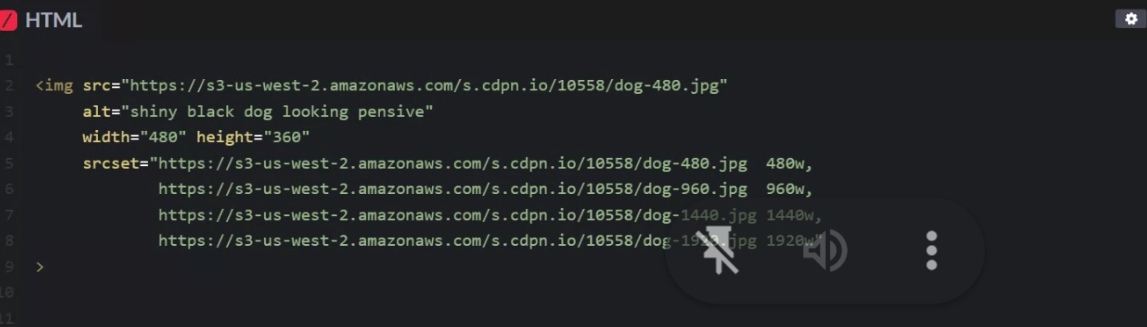 HTML
1
2 <img src="https://s3-us-west-2.amazonaws.com/s.cdpn.io/10558/dog-480.jpg"
3 alt="shiny black dog looking pensive"
4 width="480" height="360"
5 srcset="https://s3-us-west-2.amazonaws.com/s.cdpn.io/10558/dog-480.jpg 480w,
6 https://s3-us-west-2.amazonaws.com/s.cdpn.io/10558/dog-960.jpg 960w,
7 https://s3-us-west-2.amazonaws.com/s.cdpn.io/10558/dog-1440.jpg 1440w,
8 https://s3-us-west-2.amazonaws.com/s.cdpn.io/10558/dog-1920.jpg 1920w"
9 >
10
11